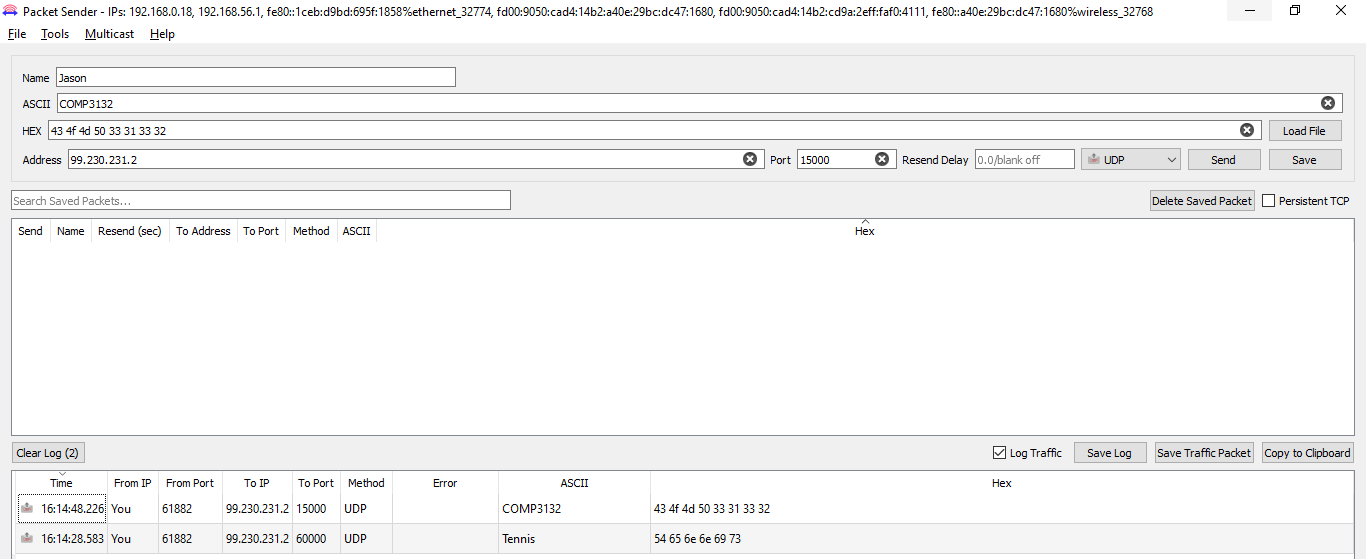 Packet Sender - IPs: 192.168.0.18, 192.168.56.1, fe80::1ceb:d9bd:695f:1858%ethernet_32774, fd00:9050:cad4:14b2:a40e:29bc:dc47:1680, fd00:9050:cad4:14b2:cd9a:2eff:faf0:4111, fe80::a40e:29bc:dc47:1680%wireless_32768
File Tools Multicast Help
Name Jason
ASCII COMP3132
HEX 43 4f 4d 50 33 31 33 32 Load File
Address 99.230.231.2 Port 15000 Resend Delay 0.0/blank off UDP Send Save
Search Saved Packets... Delete Saved Packet Persistent TCP
Send Name Resend (sec) To Address To Port Method ASCII Hex
Clear Log (2) Log Traffic Save Log Save Traffic Packet Copy to Clipboard
Time From IP From Port To IP To Port Method Error ASCII Hex
16:14:48.226 You 61882 99.230.231.2 15000 UDP COMP3132 43 4f 4d 50 33 31 33 32
16:14:28.583 You 61882 99.230.231.2 60000 UDP Tennis 54 65 6e 6e 69 73